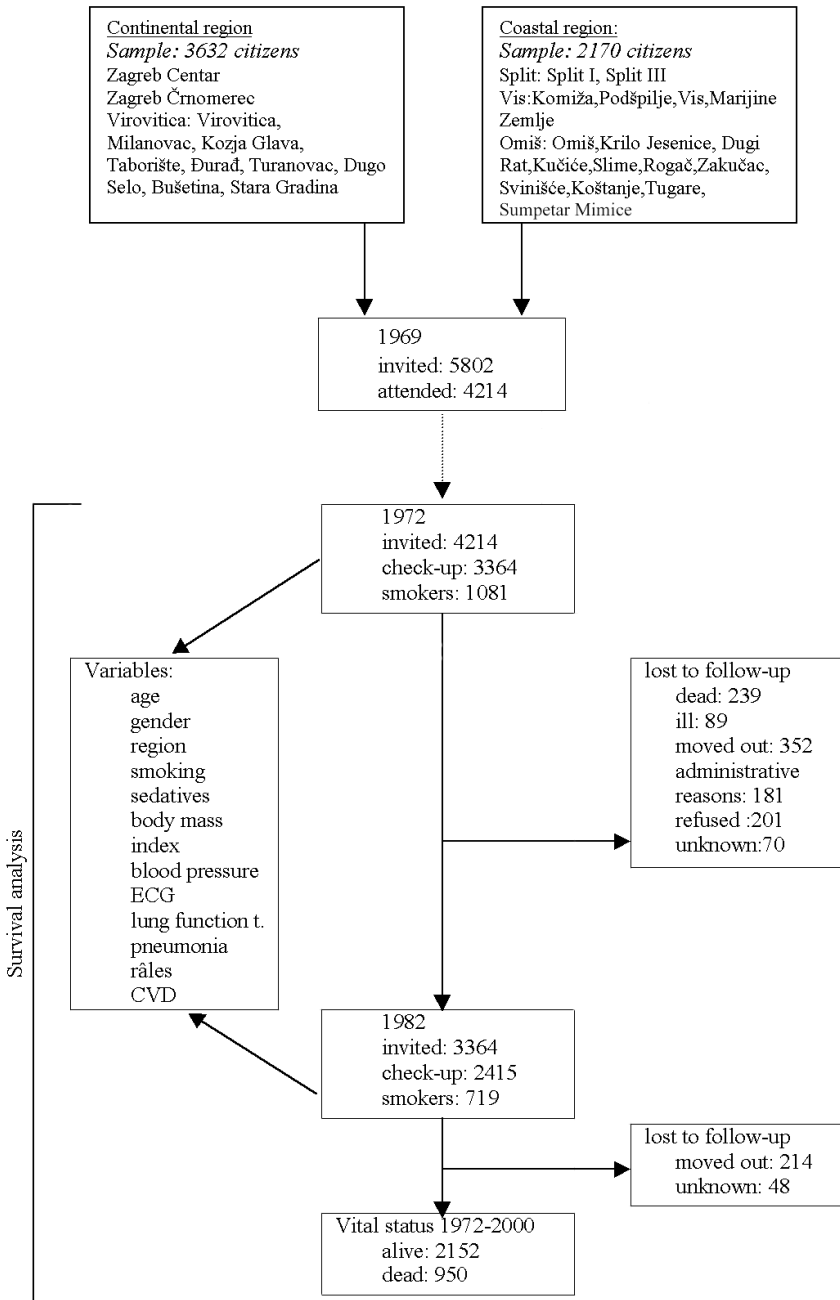 Continental region
Sample: 3632 citizens
Zagreb Centar
Zagreb Črnomerec
Virovitica: Virovitica,
Milanovac, Kozja Glava,
Taborište, Đurađ, Turanovac, Dugo
Selo, Bušetina, Stara Gradina
Coastal region:
Sample: 2170 citizens
Split: Split I, Split III
Vis:Komiža,Podšpilje,Vis,Marijine
Zemlje
Omiš: Omiš,Krilo Jesenice, Dugi
Rat,Kučiće,Slime,Rogač,Zakučac,
Svinišće,Koštanje,Tugare,
Sumpetar Mimice
1969
invited: 5802
attended: 4214
1972
invited: 4214
check-up: 3364
smokers: 1081
Variables:
age
gender
region
smoking
sedatives
body mass
index
blood pressure
ECG
lung function t.
pneumonia
râles
CVD
lost to follow-up
dead: 239
ill: 89
moved out: 352
administrative
reasons: 181
refused :201
unknown:70
Survival analysis
1982
invited: 3364
check-up: 2415
smokers: 719
lost to follow-up
moved out: 214
unknown: 48
Vital status 1972-2000
alive: 2152
dead: 950